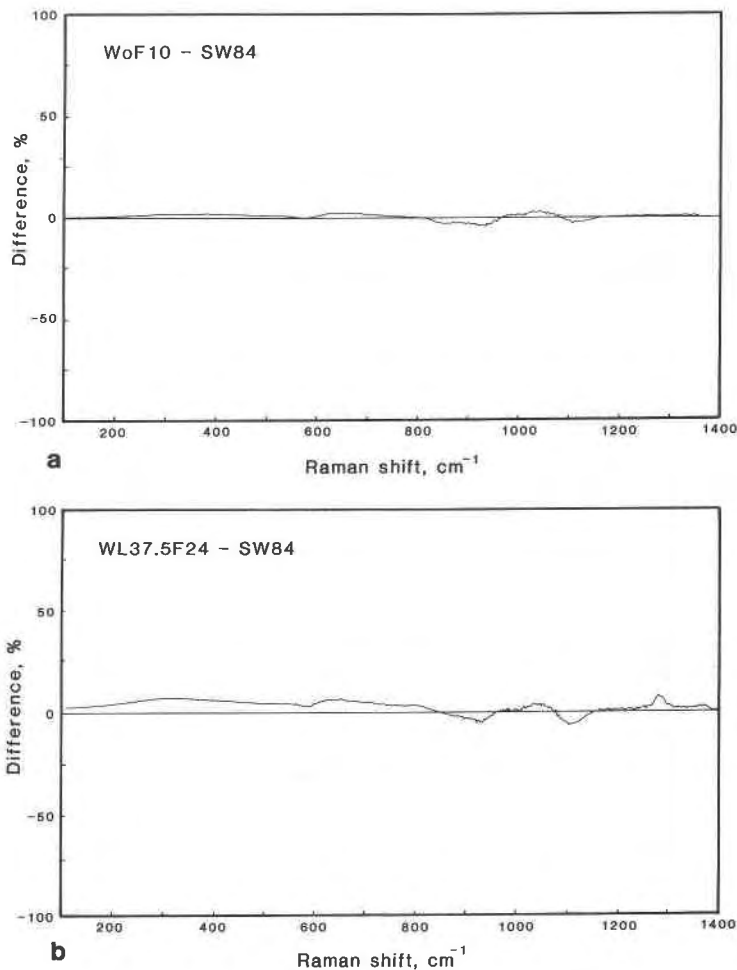 100
WoF10 – SW84
50
Difference, %
0
−50
−100
200 400 600 800 1000 1200 1400
a
Raman shift, cm⁻¹
100
WL37.5F24 – SW84
50
Difference, %
0
−50
−100
200 400 600 800 1000 1200 1400
b
Raman shift, cm⁻¹